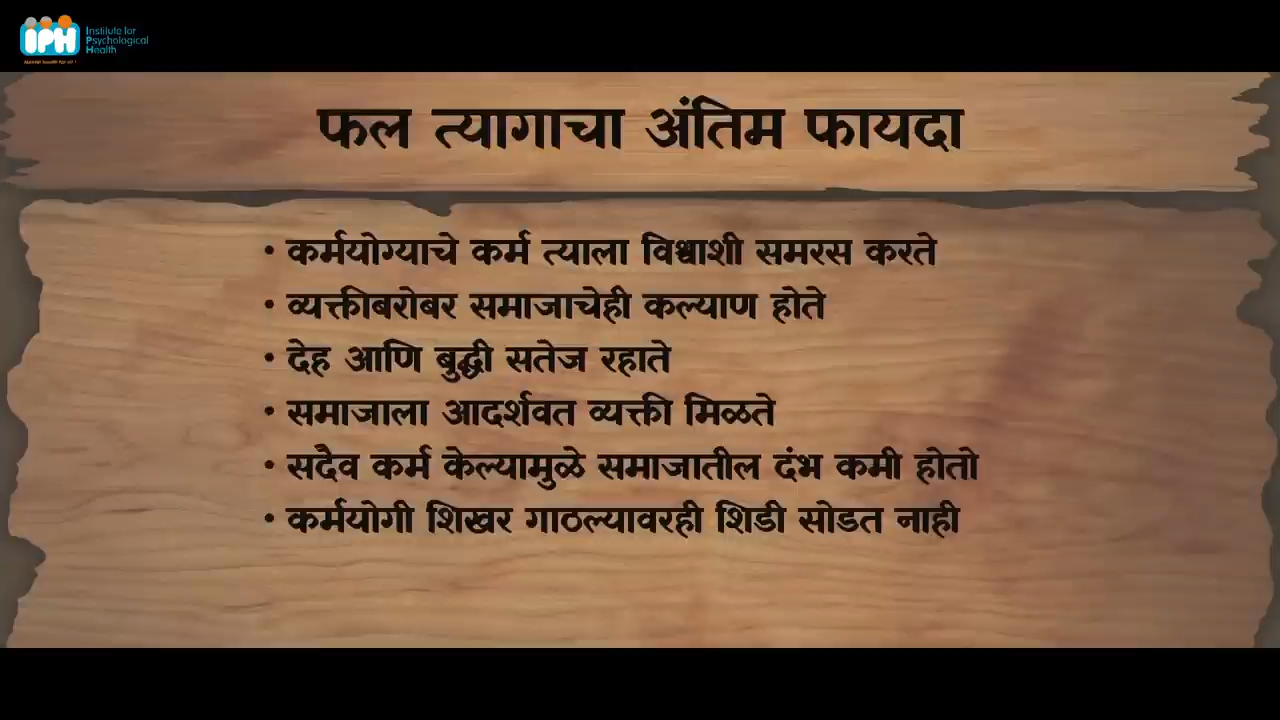 IPH
Institute for
Psychological
Health
फल त्यागाचा अंतिम फायदा
• कर्मयोग्याचे कर्म त्याला विश्वाशी समरस करते
• व्यक्तीबरोबर समाजाचेही कल्याण होते
• देह आणि बुद्धी सतेज रहाते
• समाजाला आदर्शवत व्यक्ती मिळते
• सदैव कर्म केल्यामुळे समाजातील दंभ कमी होतो
• कर्मयोगी शिखर गाठल्यावरही शिडी सोडत नाही